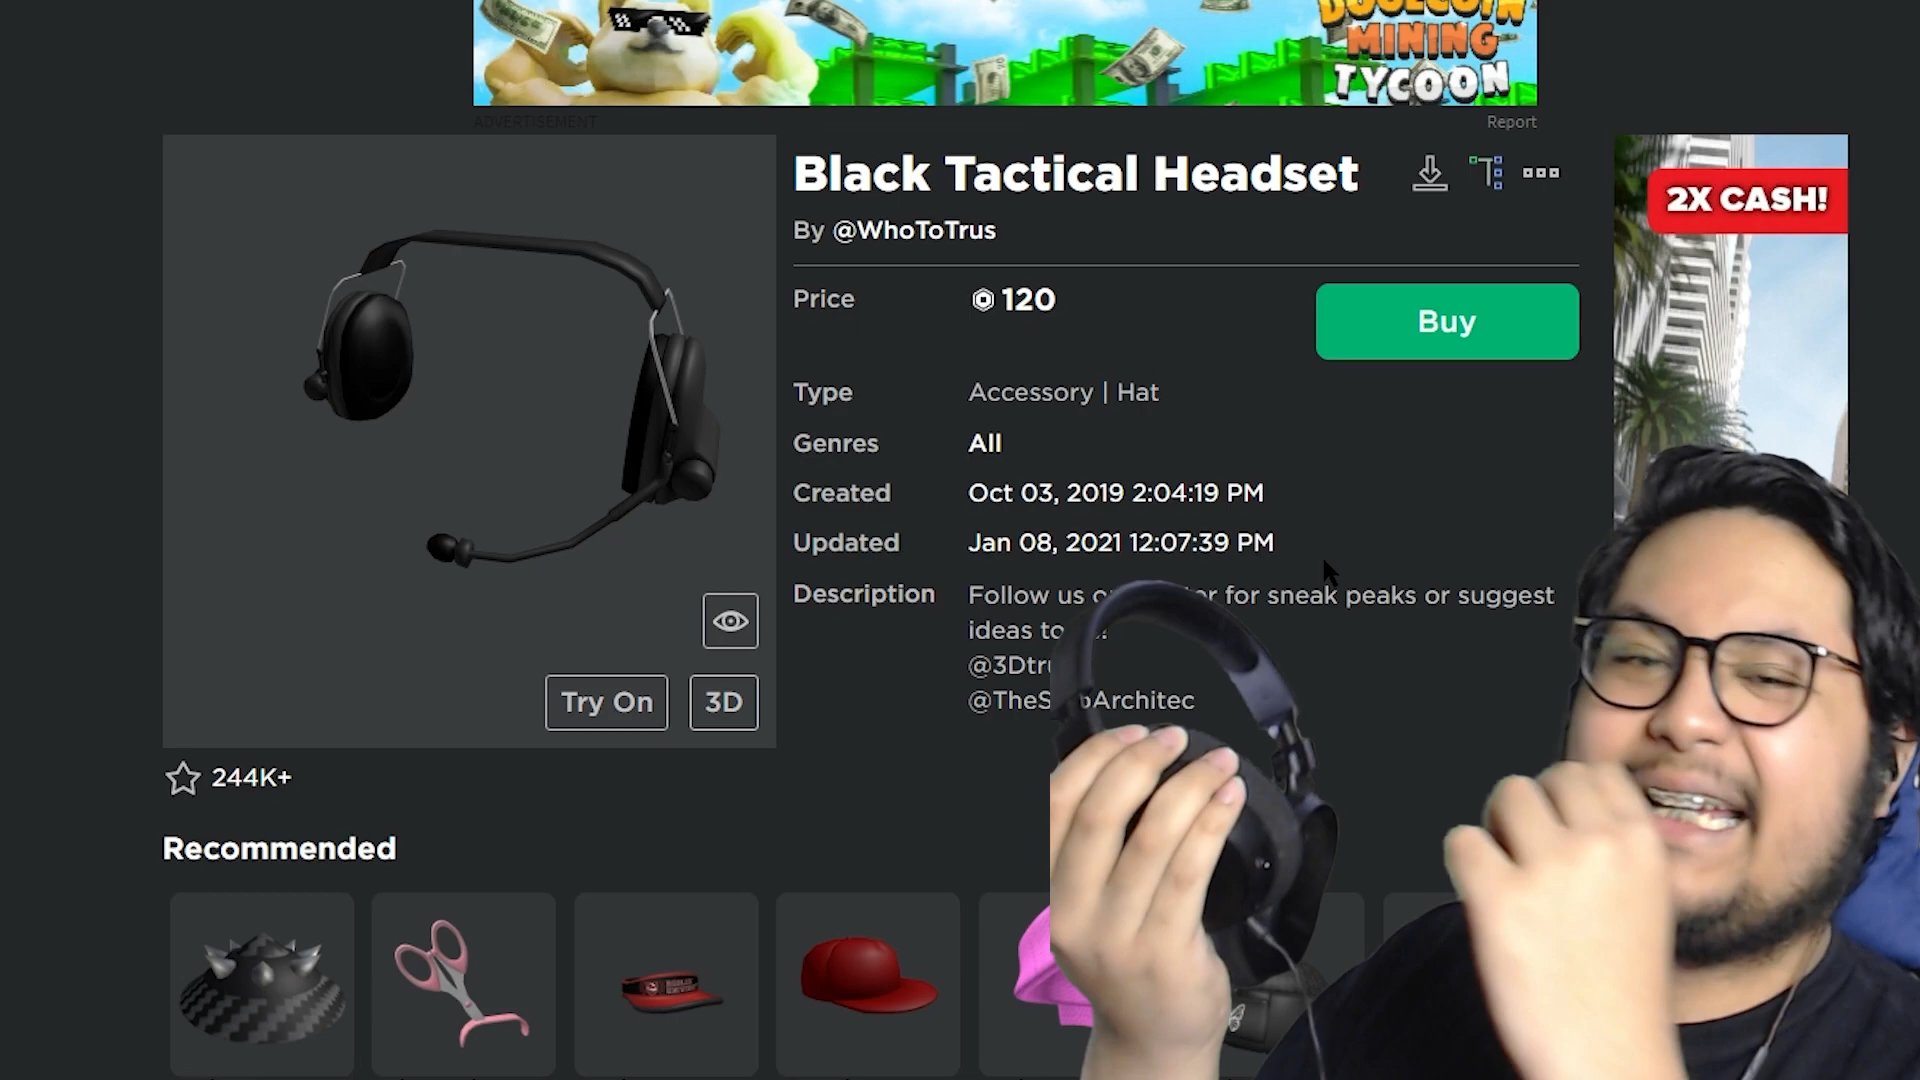 DOGECOIN
MINING
TYCOON
ADVERTISEMENT
Report
Black Tactical Headset
By @WhoToTrus
2X CASH!
Price
120
Buy
Type
Accessory | Hat
Genres
All
Created
Oct 03, 2019 2:04:19 PM
Updated
Jan 08, 2021 12:07:39 PM
Description
Follow us for sneak peaks or suggest
ideas to
Try On
3D
244K+
Recommended